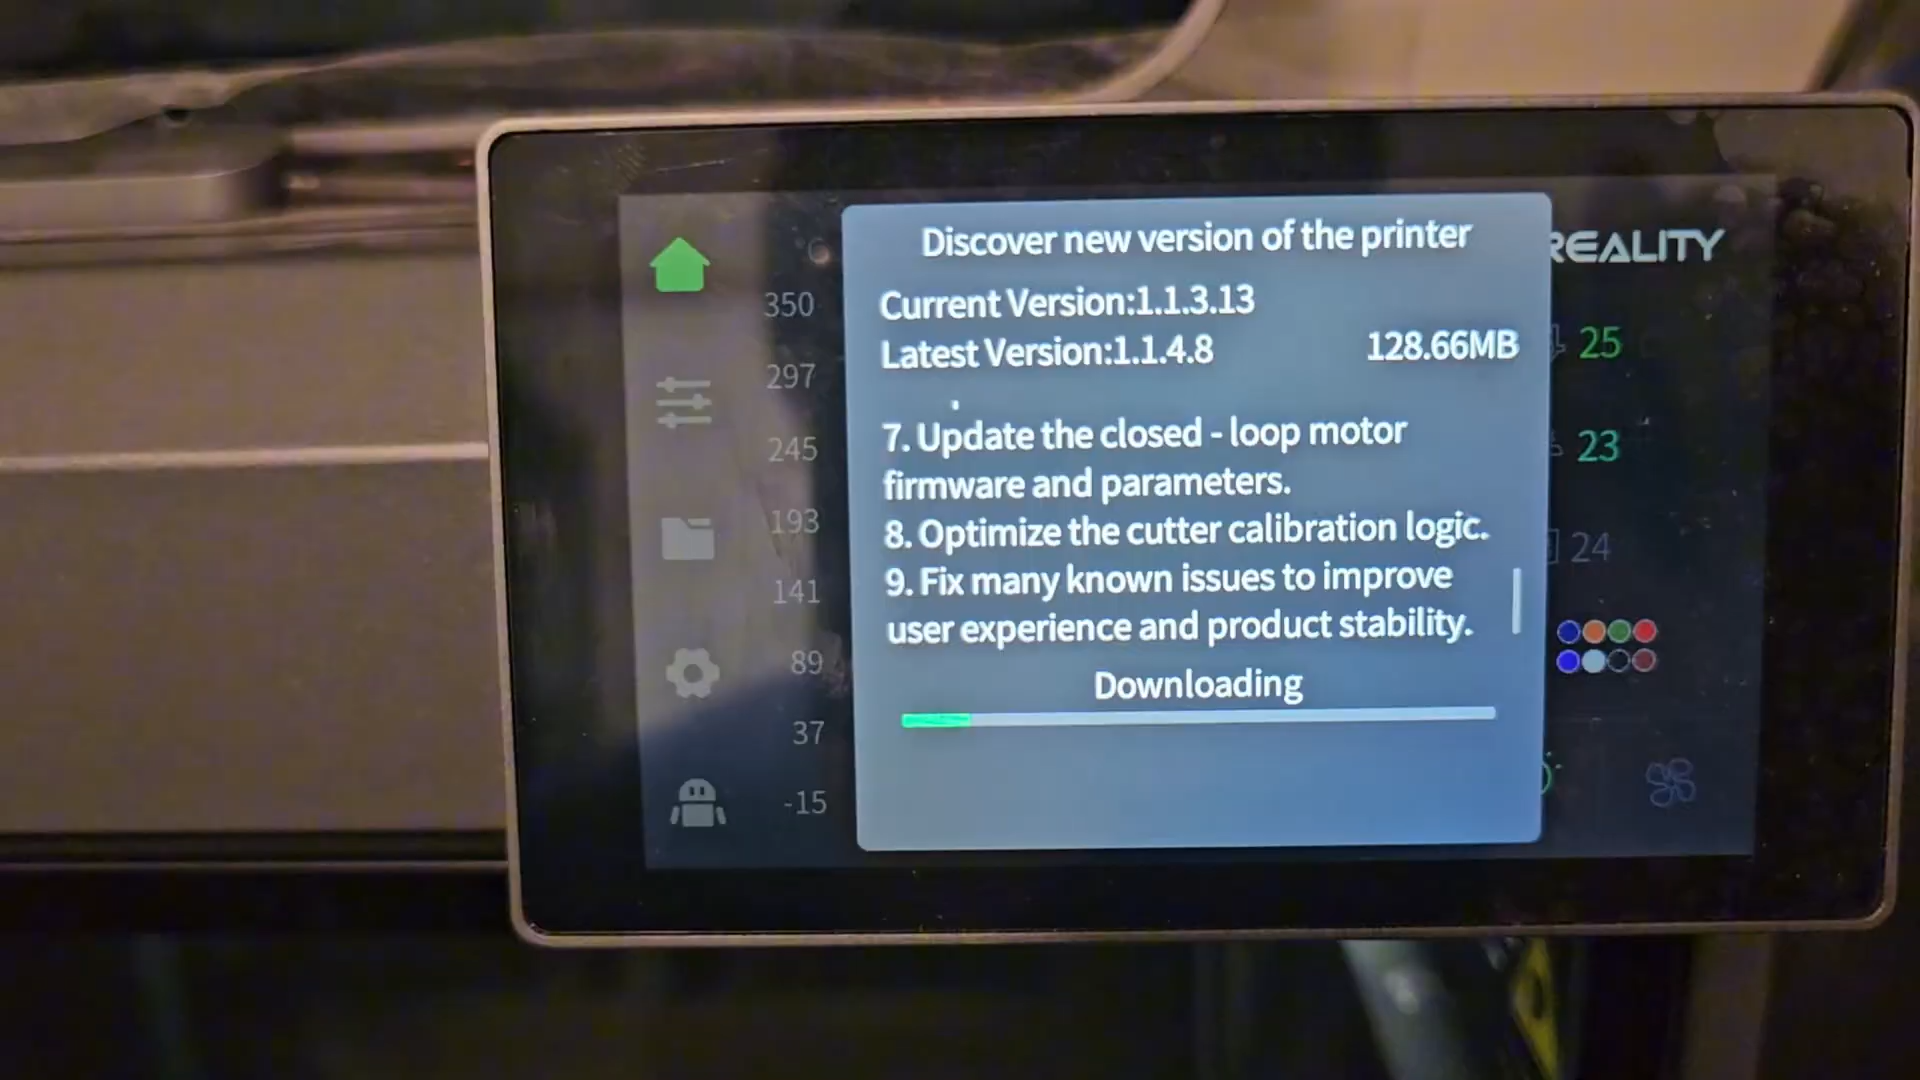 Discover new version of the printer
Current Version:1.1.3.13
Latest Version:1.1.4.8
128.66MB
7. Update the closed - loop motor
firmware and parameters.
8. Optimize the cutter calibration logic.
9. Fix many known issues to improve
user experience and product stability.
Downloading
350
297
245
193
141
89
37
-15
REALITY
25
23
24